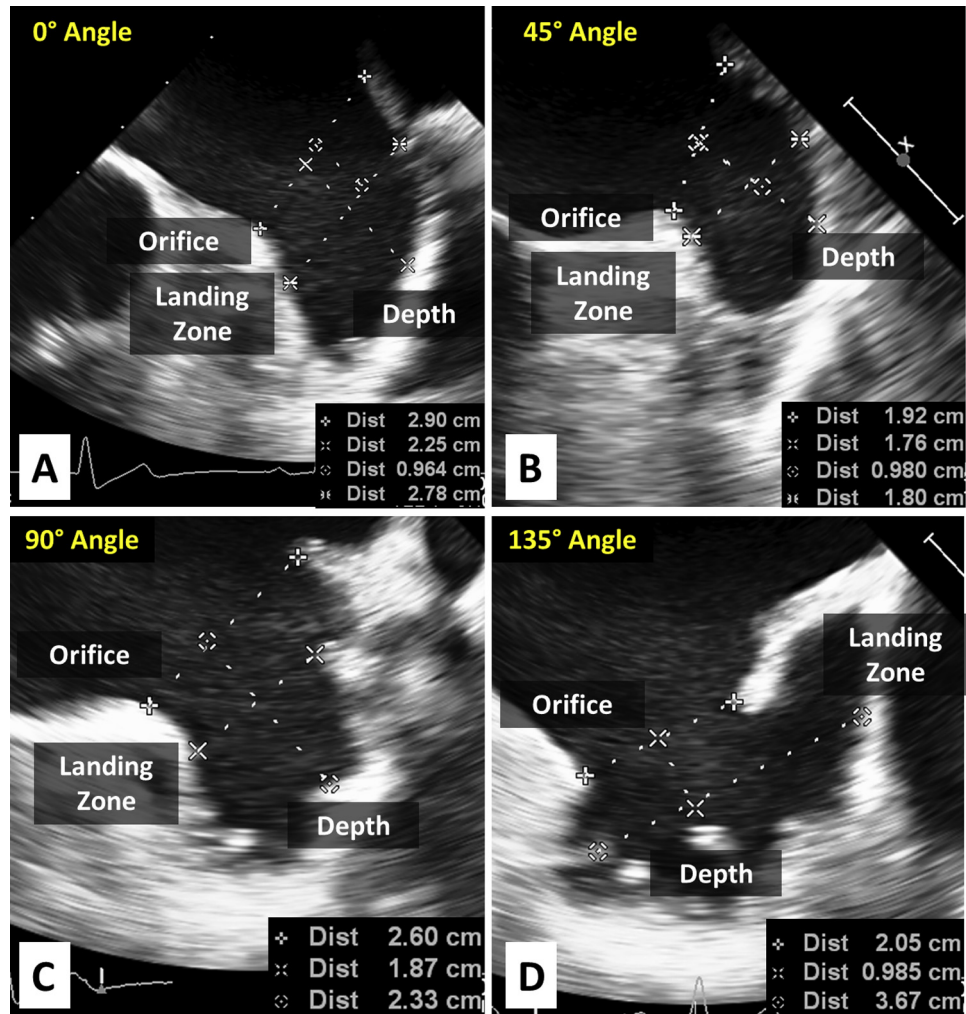 0° Angle
Orifice
Landing
Zone
Depth
Dist 2.90 cm
Dist 2.25 cm
Dist 0.964 cm
Dist 2.78 cm
A
45° Angle
Orifice
Landing
Zone
Depth
Dist 1.92 cm
Dist 1.76 cm
Dist 0.980 cm
Dist 1.80 cm
B
90° Angle
Orifice
Landing
Zone
Depth
Dist 2.60 cm
Dist 1.87 cm
Dist 2.33 cm
C
135° Angle
Landing
Zone
Orifice
Depth
Dist 2.05 cm
Dist 0.985 cm
Dist 3.67 cm
D